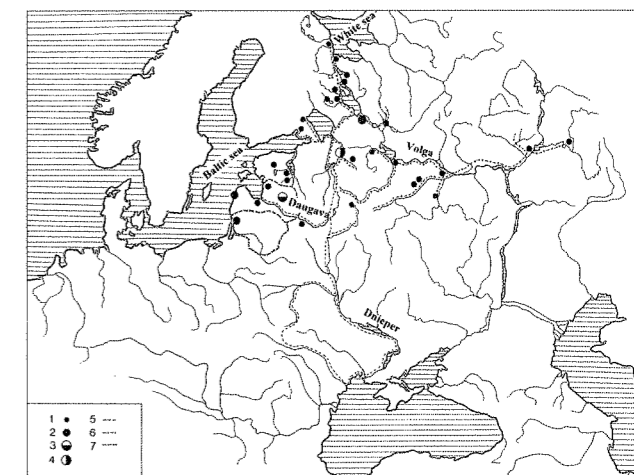 White sea
Baltic sea
Volga
Daugava
Dnieper
1 5
2 6
3 7
4